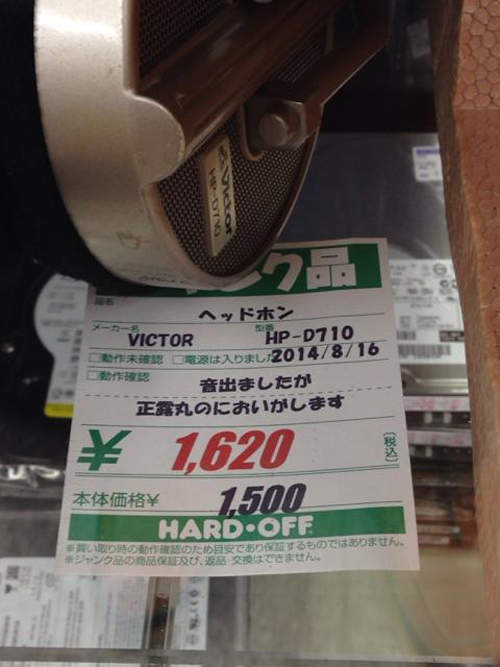 Victor
HP-D710
ンク品
品名
ヘッドホン
メーカー名 VICTOR 型番 HP-D710
□動作未確認 □電源は入りました 2014/8/16
□動作確認
音出ましたが
正露丸のにおいがします
¥ 1,620 (税込)
本体価格¥ 1,500
HARD・OFF
※買い取り時の動作確認のため目安であり保証するものではありません。
※ジャンク品の商品保証及び、返品・交換はできません。